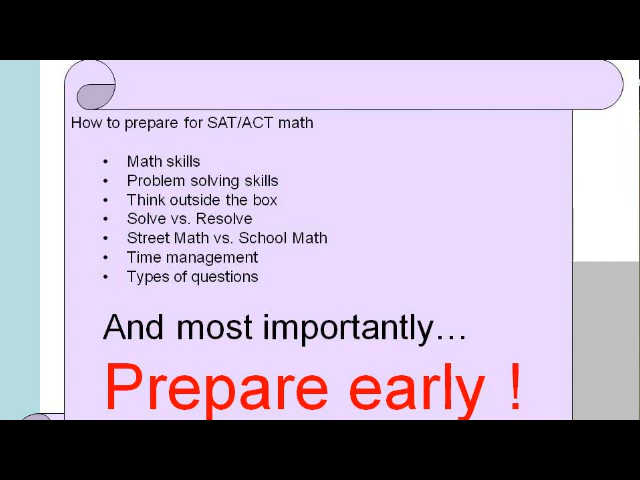 How to prepare for SAT/ACT math
• Math skills
• Problem solving skills
• Think outside the box
• Solve vs. Resolve
• Street Math vs. School Math
• Time management
• Types of questions
And most importantly…
Prepare early !